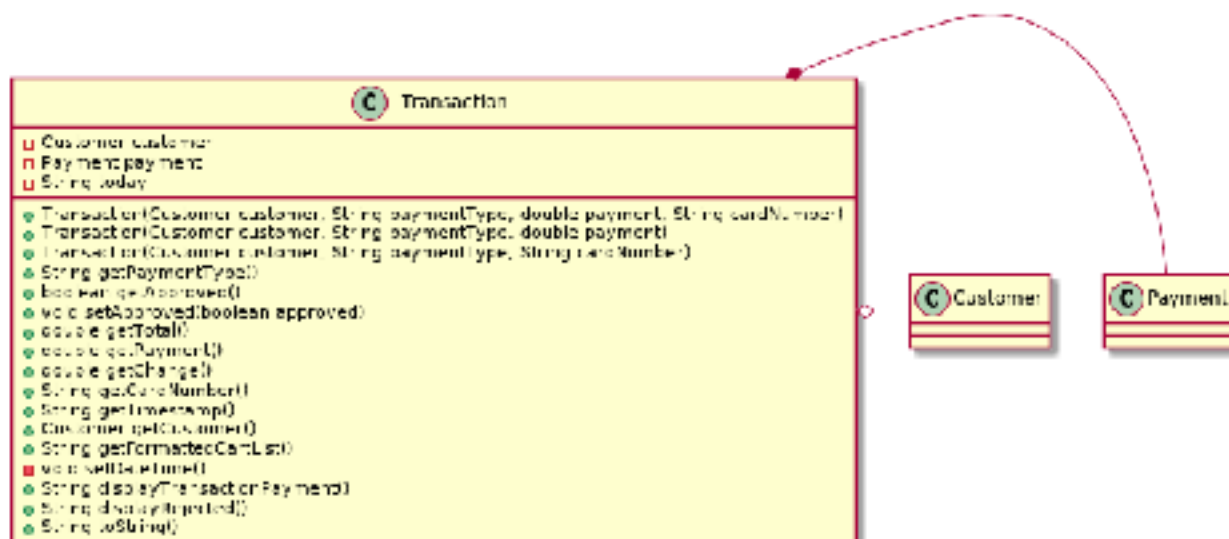 C Transaction
Customer customer
Payment payment
String today
Transaction(Customer customer, String paymentType, double payment, String cardNumber)
Transaction(Customer customer, String paymentType, double payment)
Transaction(Customer customer, String paymentType, String cardNumber)
String getPaymentType()
boolean getApproved()
void setApproved(boolean approved)
double getTotal()
double getPayment()
double getChange()
String getCardNumber()
String getTimestamp()
Customer getCustomer()
String getFormattedCartList()
void setDateTime()
String displayTransactionPayment()
String displayRejected()
String toString()
C Customer
C Payment